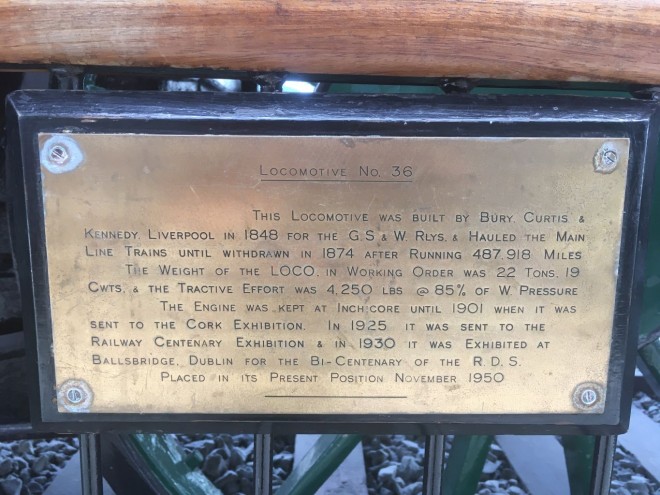 LOCOMOTIVE No. 36
THIS LOCOMOTIVE WAS BUILT BY BURY, CURTIS &
KENNEDY, LIVERPOOL IN 1848 FOR THE G.S & W. RLYS. & HAULED THE MAIN
LINE TRAINS UNTIL WITHDRAWN IN 1874 AFTER RUNNING 487,918 MILES
THE WEIGHT OF THE LOCO. IN WORKING ORDER WAS 22 TONS, 19
CWTS, & THE TRACTIVE EFFORT WAS 4,250 LBS @ 85% OF W. PRESSURE
THE ENGINE WAS KEPT AT INCHICORE UNTIL 1901 WHEN IT WAS
SENT TO THE CORK EXHIBITION. IN 1925 IT WAS SENT TO THE
RAILWAY CENTENARY EXHIBITION & IN 1930 IT WAS EXHIBITED AT
BALLSBRIDGE, DUBLIN FOR THE BI-CENTENARY OF THE R.D.S.
PLACED IN ITS PRESENT POSITION NOVEMBER 1950